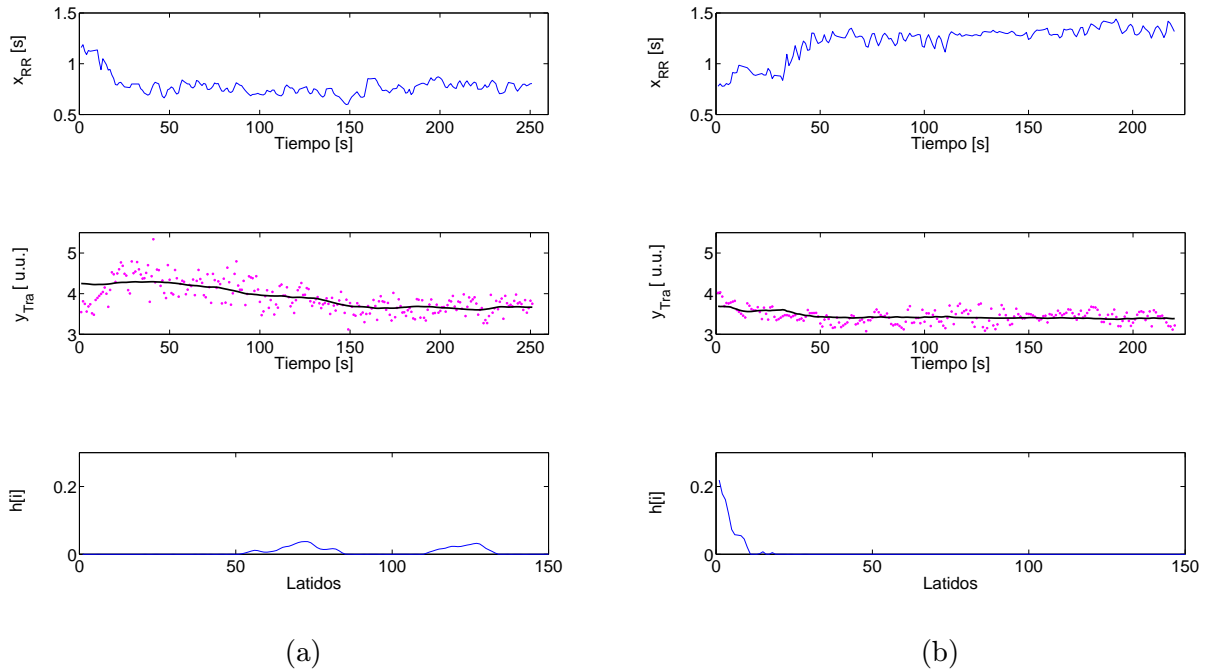 1.5
1
0.5
x_RR [s]
0 50 100 150 200 250
Tiempo [s]
5
4
3
y_Tra [ u.u.]
0 50 100 150 200 250
Tiempo [s]
0.2
0
h[i]
0 50 100 150
Latidos
(a)
1.5
1
0.5
x_RR [s]
0 50 100 150 200
Tiempo [s]
5
4
3
y_Tra [ u.u.]
0 50 100 150 200
Tiempo [s]
0.2
0
h[i]
0 50 100 150
Latidos
(b)